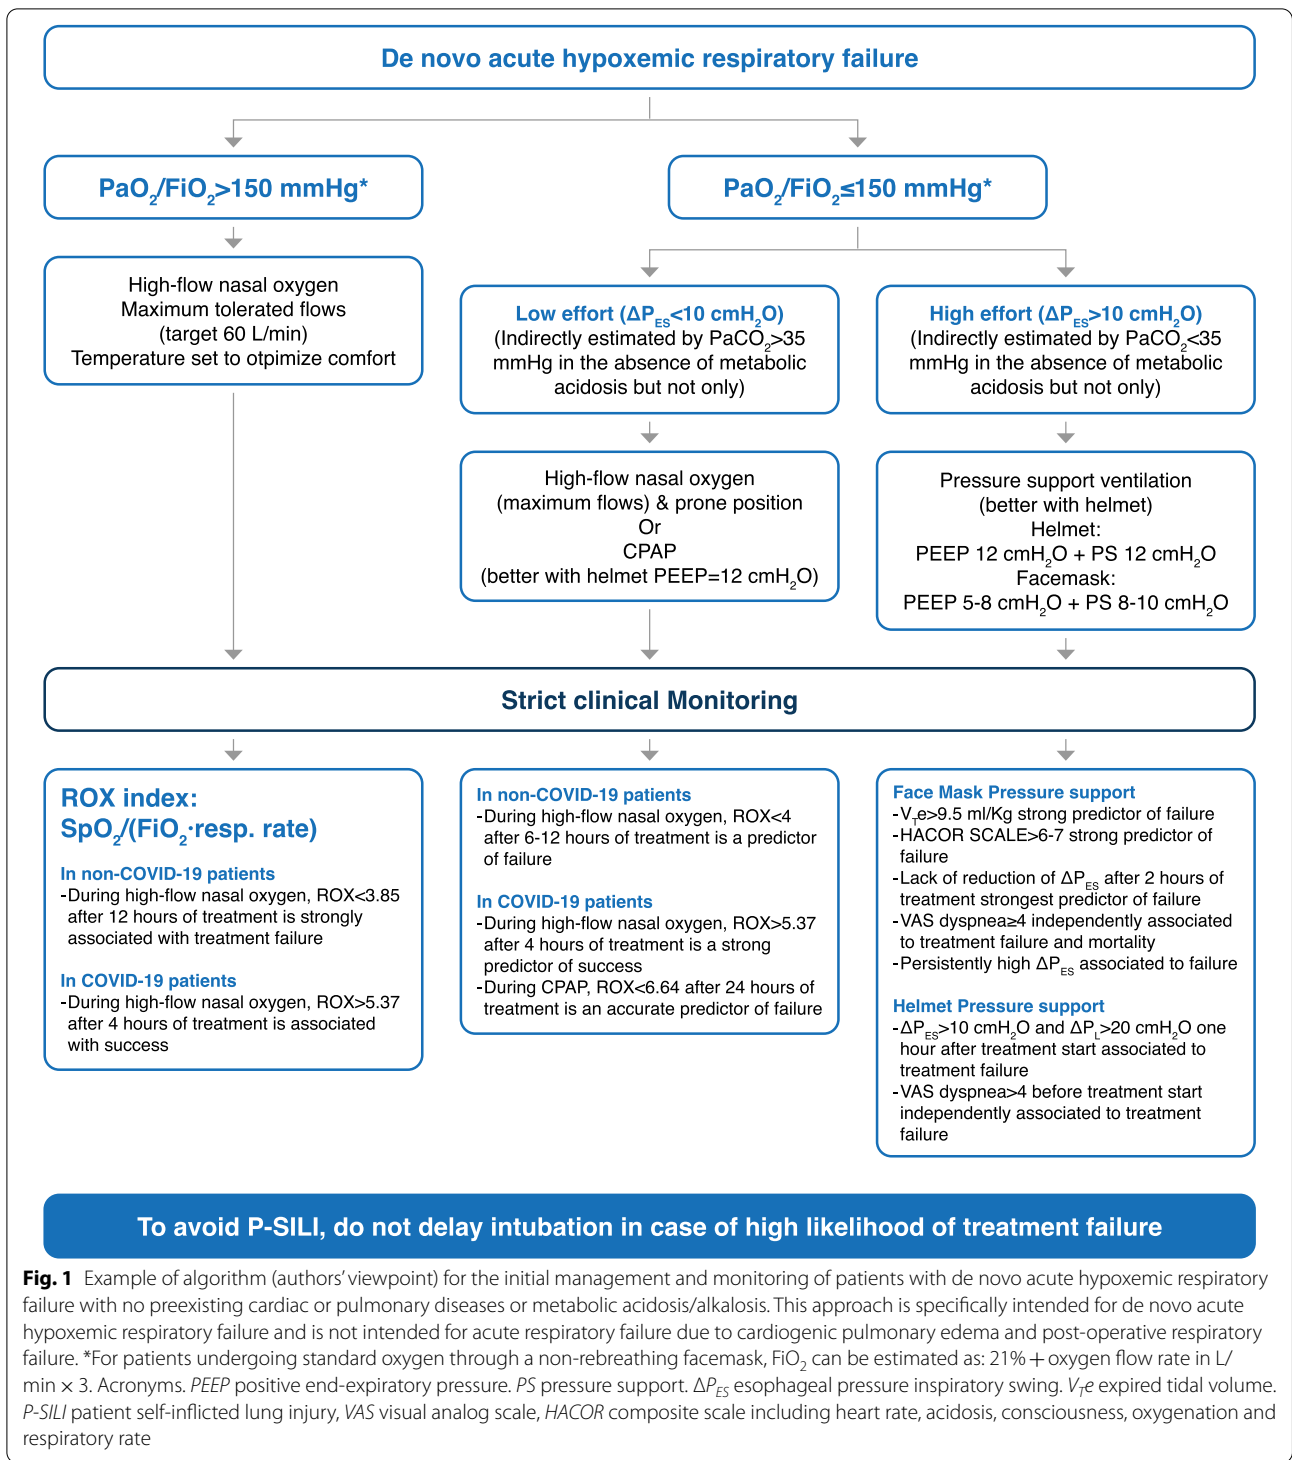 De novo acute hypoxemic respiratory failure
PaO2/FiO2>150 mmHg*
PaO2/FiO2≤150 mmHg*
High-flow nasal oxygen
Maximum tolerated flows
(target 60 L/min)
Temperature set to otpimize comfort
Low effort (ΔPES<10 cmH2O)
(Indirectly estimated by PaCO2>35
mmHg in the absence of metabolic
acidosis but not only)
High effort (ΔPES>10 cmH2O)
(Indirectly estimated by PaCO2<35
mmHg in the absence of metabolic
acidosis but not only)
High-flow nasal oxygen
(maximum flows) & prone position
Or
CPAP
(better with helmet PEEP=12 cmH2O)
Pressure support ventilation
(better with helmet)
Helmet:
PEEP 12 cmH2O + PS 12 cmH2O
Facemask:
PEEP 5-8 cmH2O + PS 8-10 cmH2O
Strict clinical Monitoring
ROX index:
SpO2/(FiO2·resp. rate)
In non-COVID-19 patients
-During high-flow nasal oxygen, ROX<3.85
after 12 hours of treatment is strongly
associated with treatment failure
In COVID-19 patients
-During high-flow nasal oxygen, ROX>5.37
after 4 hours of treatment is associated
with success
In non-COVID-19 patients
-During high-flow nasal oxygen, ROX<4
after 6-12 hours of treatment is a predictor
of failure
In COVID-19 patients
-During high-flow nasal oxygen, ROX>5.37
after 4 hours of treatment is a strong
predictor of success
-During CPAP, ROX<6.64 after 24 hours of
treatment is an accurate predictor of failure
Face Mask Pressure support
-VTe>9.5 ml/Kg strong predictor of failure
-HACOR SCALE>6-7 strong predictor of
failure
-Lack of reduction of ΔPES after 2 hours of
treatment strongest predictor of failure
-VAS dyspnea≥4 independently associated
to treatment failure and mortality
-Persistently high ΔPES associated to failure
Helmet Pressure support
-ΔPES>10 cmH2O and ΔPL>20 cmH2O one
hour after treatment start associated to
treatment failure
-VAS dyspnea>4 before treatment start
independently associated to treatment
failure
To avoid P-SILI, do not delay intubation in case of high likelihood of treatment failure
Fig. 1 Example of algorithm (authors' viewpoint) for the initial management and monitoring of patients with de novo acute hypoxemic respiratory
failure with no preexisting cardiac or pulmonary diseases or metabolic acidosis/alkalosis. This approach is specifically intended for de novo acute
hypoxemic respiratory failure and is not intended for acute respiratory failure due to cardiogenic pulmonary edema and post-operative respiratory
failure. *For patients undergoing standard oxygen through a non-rebreathing facemask, FiO2 can be estimated as: 21% + oxygen flow rate in L/
min × 3. Acronyms. PEEP positive end-expiratory pressure. PS pressure support. ΔPES esophageal pressure inspiratory swing. VTe expired tidal volume.
P-SILI patient self-inflicted lung injury, VAS visual analog scale, HACOR composite scale including heart rate, acidosis, consciousness, oxygenation and
respiratory rate